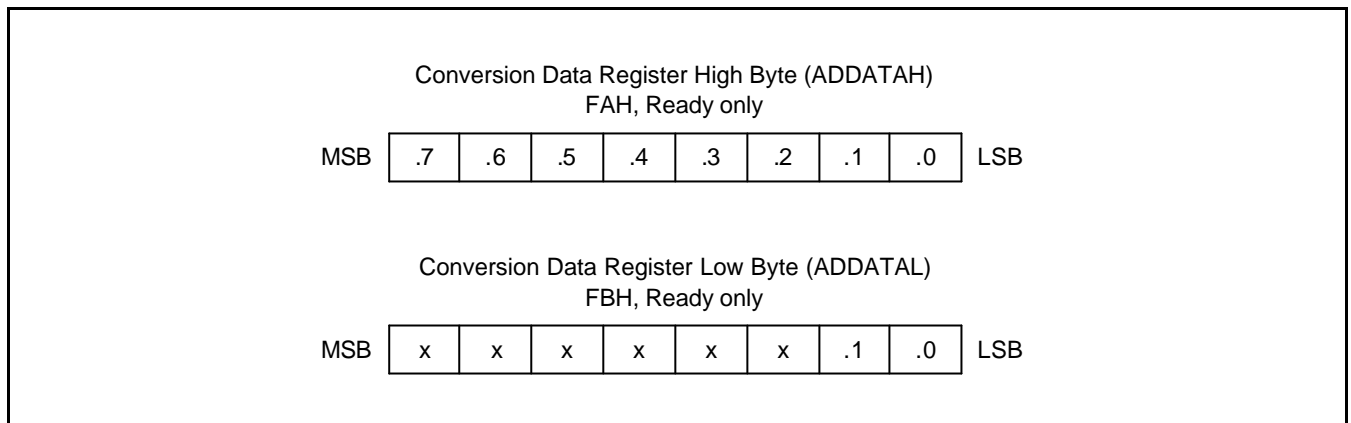 Conversion Data Register High Byte (ADDATAH)
FAH, Ready only
MSB .7 .6 .5 .4 .3 .2 .1 .0 LSB
Conversion Data Register Low Byte (ADDATAL)
FBH, Ready only
MSB x x x x x x .1 .0 LSB